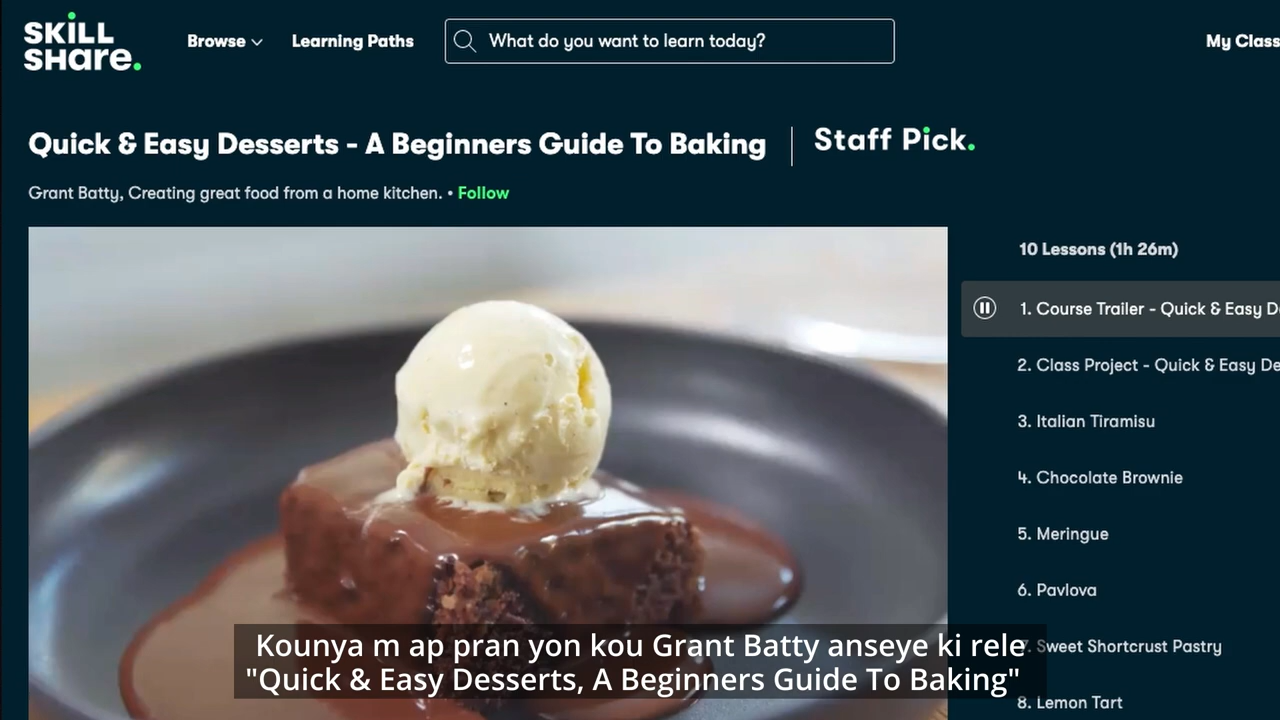 SKILL
SHARE.
Browse
Learning Paths
What do you want to learn today?
My Class
Quick & Easy Desserts - A Beginners Guide To Baking
Staff Pick.
Grant Batty, Creating great food from a home kitchen. • Follow
10 Lessons (1h 26m)
1. Course Trailer - Quick & Easy D
2. Class Project - Quick & Easy De
3. Italian Tiramisu
4. Chocolate Brownie
5. Meringue
6. Pavlova
7. Sweet Shortcrust Pastry
8. Lemon Tart
Kounya m ap pran yon kou Grant Batty anseye ki rele
"Quick & Easy Desserts, A Beginners Guide To Baking"